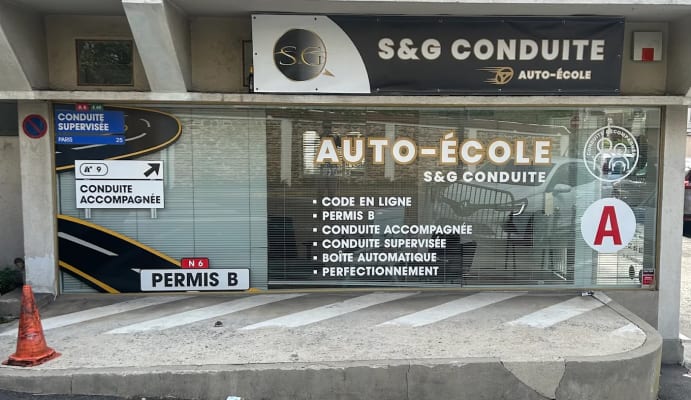 S.G
S&G CONDUITE
AUTO-ÉCOLE
CONDUITE
SUPERVISÉE
PARIS 25
9
CONDUITE
ACCOMPAGNÉE
N 6
PERMIS B
AUTO-ÉCOLE
S&G CONDUITE
▪ CODE EN LIGNE
▪ PERMIS B
▪ CONDUITE ACCOMPAGNÉE
▪ CONDUITE SUPERVISÉE
▪ BOÎTE AUTOMATIQUE
▪ PERFECTIONNEMENT
A